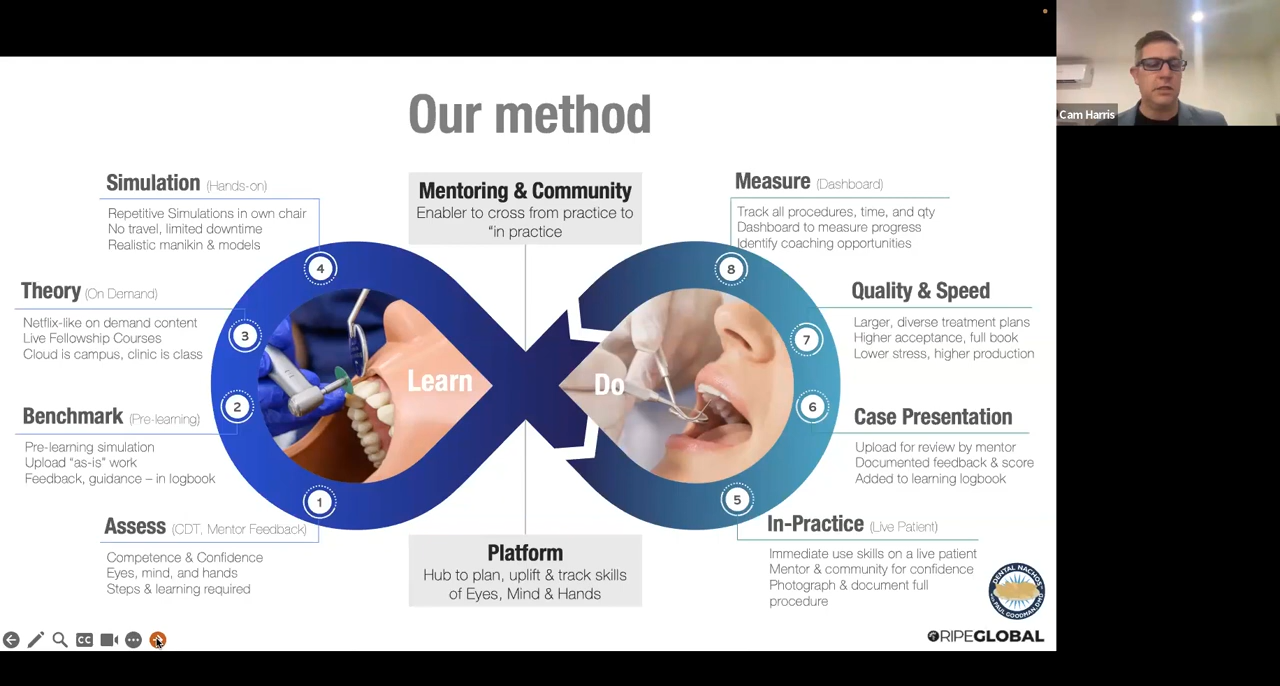 Our method
Cam Harris
Simulation (Hands-on)
Repetitive Simulations in own chair
No travel, limited downtime
Realistic manikin & models
Theory (On Demand)
Netflix-like on demand content
Live Fellowship Courses
Cloud is campus, clinic is class
Benchmark (Pre-learning)
Pre-learning simulation
Upload “as-is” work
Feedback, guidance – in logbook
Assess (CDT, Mentor Feedback)
Competence & Confidence
Eyes, mind, and hands
Steps & learning required
Mentoring & Community
Enabler to cross from practice to
“in practice
4
3
2
1
Learn
Do
8
7
6
5
Platform
Hub to plan, uplift & track skills
of Eyes, Mind & Hands
Measure (Dashboard)
Track all procedures, time, and qty
Dashboard to measure progress
Identify coaching opportunities
Quality & Speed
Larger, diverse treatment plans
Higher acceptance, full book
Lower stress, higher production
Case Presentation
Upload for review by mentor
Documented feedback & score
Added to learning logbook
In-Practice (Live Patient)
Immediate use skills on a live patient
Mentor & community for confidence
Photograph & document full
procedure
DENTAL NACHOS
WITH PAUL GOODMAN, DMD
RIPEGLOBAL
CC